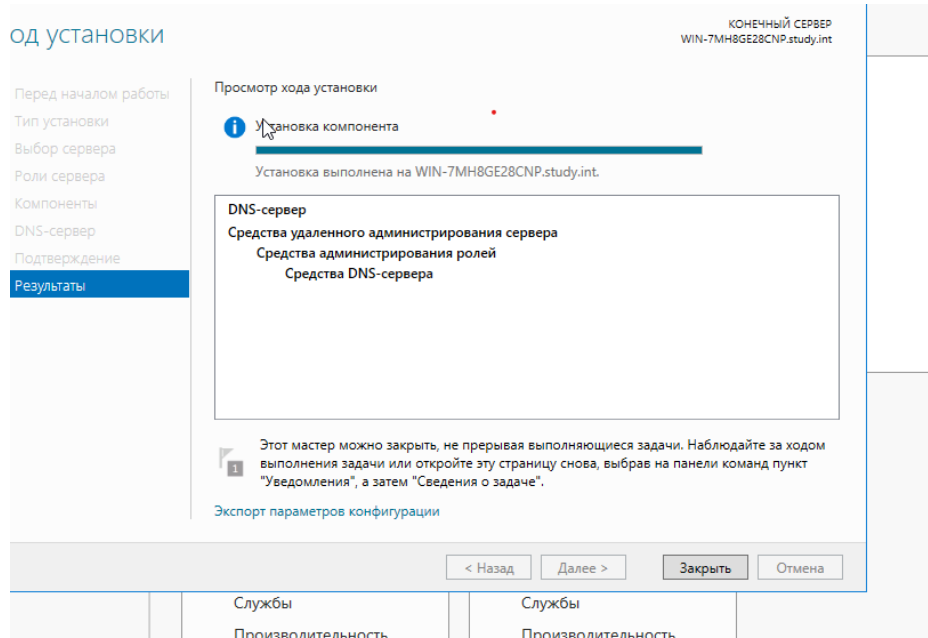 од установки
КОНЕЧНЫЙ СЕРВЕР
WIN-7MH8GE28CNP.study.int
Перед началом работы
Тип установки
Выбор сервера
Роли сервера
Компоненты
DNS-сервер
Подтверждение
Результаты
Просмотр хода установки
Установка компонента
Установка выполнена на WIN-7MH8GE28CNP.study.int.
DNS-сервер
Средства удаленного администрирования сервера
Средства администрирования ролей
Средства DNS-сервера
1
Этот мастер можно закрыть, не прерывая выполняющиеся задачи. Наблюдайте за ходом
выполнения задачи или откройте эту страницу снова, выбрав на панели команд пункт
"Уведомления", а затем "Сведения о задаче".
Экспорт параметров конфигурации
< Назад Далее > Закрыть Отмена
Службы Службы
Производительность Производительность